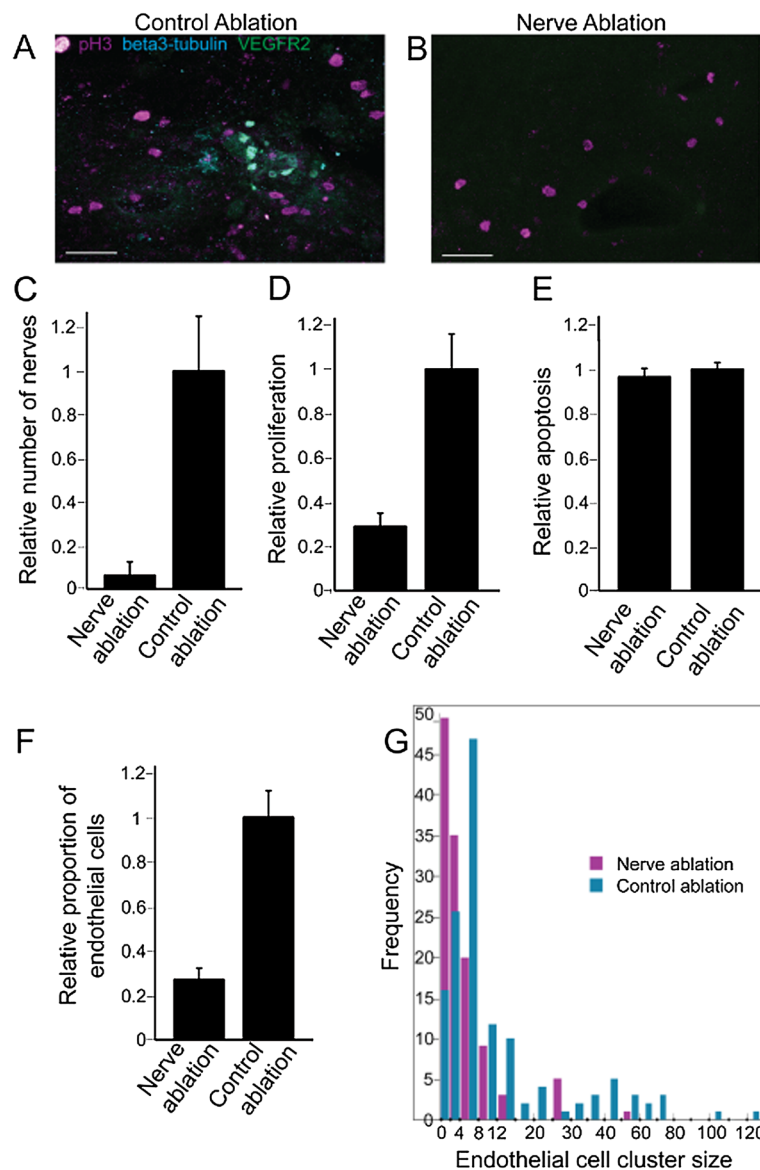 Control Ablation
Nerve Ablation
A
pH3 beta3-tubulin VEGFR2
B
C
Relative number of nerves
1.2
1
0.8
0.6
0.4
0.2
0
Nerve ablation
Control ablation
D
Relative proliferation
1.2
1
0.8
0.6
0.4
0.2
0
Nerve ablation
Control ablation
E
Relative apoptosis
1.2
1
0.8
0.6
0.4
0.2
0
Nerve ablation
Control ablation
F
Relative proportion of
endothelial cells
1.2
1
0.8
0.6
0.4
0.2
0
Nerve ablation
Control ablation
G
Frequency
50
45
40
35
30
25
20
15
10
5
0
Nerve ablation
Control ablation
0 4 8 12 20 30 40 60 80 100 120
Endothelial cell cluster size